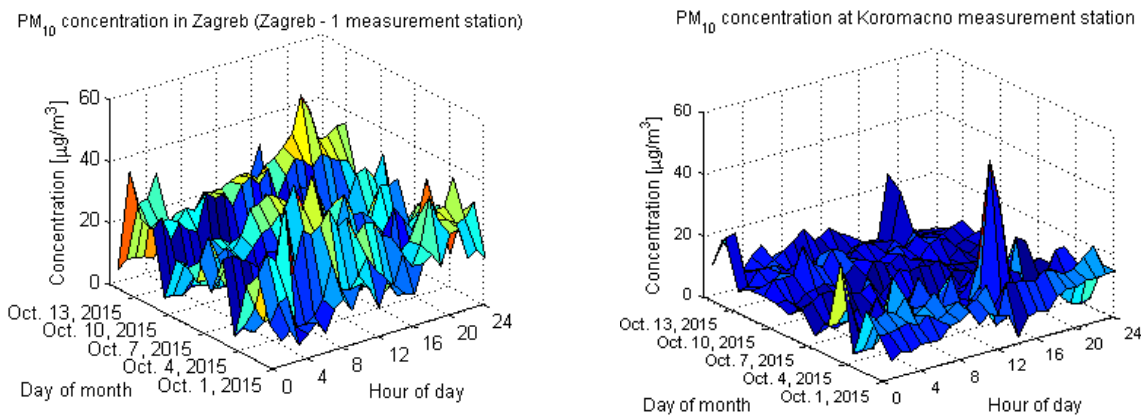 PM10 concentration in Zagreb (Zagreb - 1 measurement station)
60
40
20
0
Concentration [µg/m³]
Oct. 13, 2015
Oct. 10, 2015
Oct. 7, 2015
Oct. 4, 2015
Oct. 1, 2015
Day of month
0
4
8
12
16
20
24
Hour of day
PM10 concentration at Koromacno measurement station
60
40
20
0
Concentration [µg/m³]
Oct. 13, 2015
Oct. 10, 2015
Oct. 7, 2015
Oct. 4, 2015
Oct. 1, 2015
Day of month
0
4
8
12
16
20
24
Hour of day